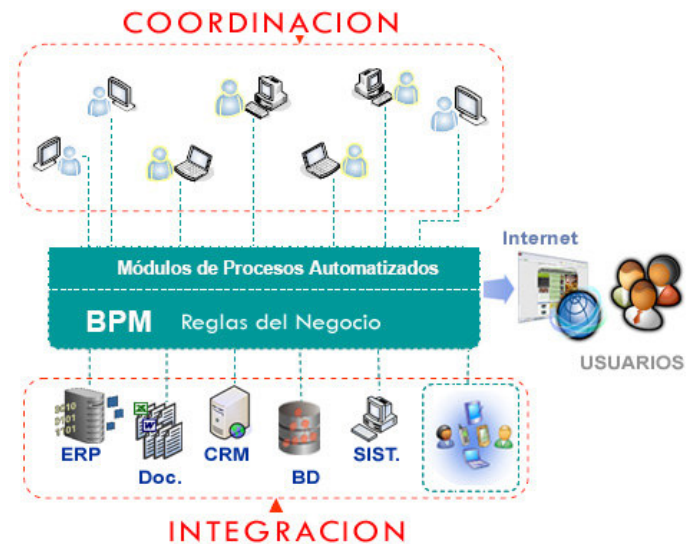 COORDINACION
Internet
Módulos de Procesos Automatizados
BPM Reglas del Negocio
USUARIOS
ERP
Doc.
CRM
BD
SIST.
INTEGRACION